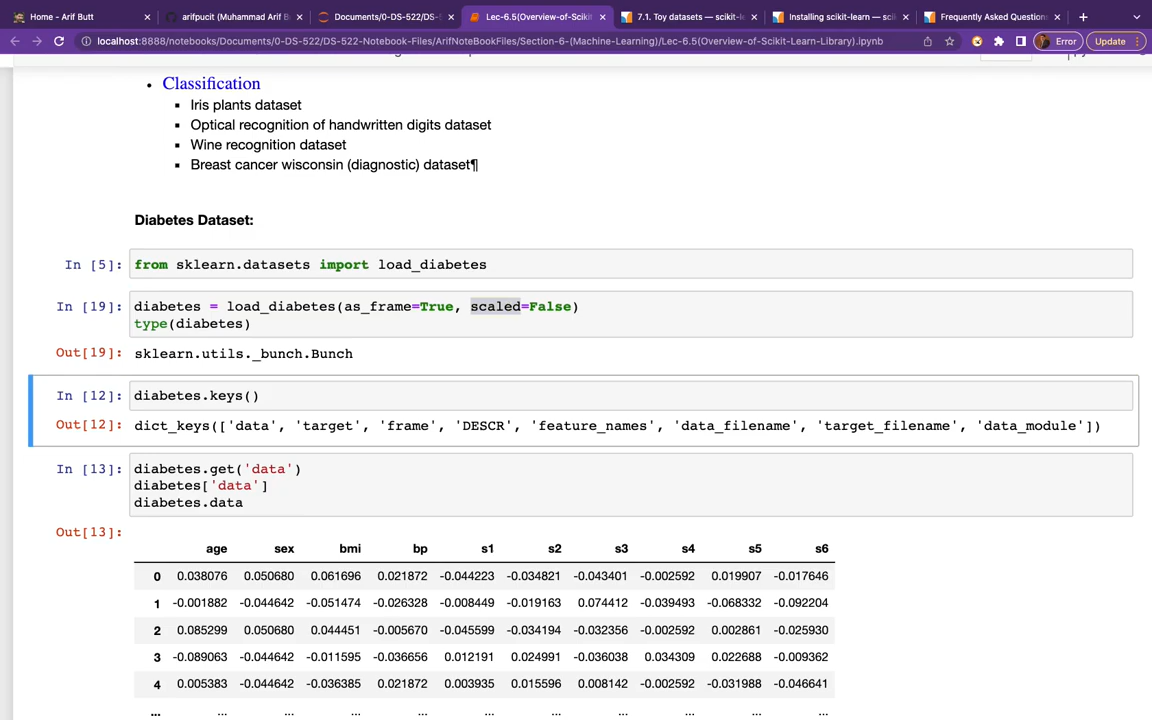 Home - Arif Butt
arifpucit (Muhammad Arif B
Documents/0-DS-522/DS-
Lec-6.5(Overview-of-Scikit
7.1. Toy datasets — scikit-le
Installing scikit-learn — sci
Frequently Asked Questions
localhost:8888/notebooks/Documents/0-DS-522/DS-522-Notebook-Files/ArifNoteBookFiles/Section-6-(Machine-Learning)/Lec-6.5(Overview-of-Scikit-Learn-Library).ipynb
Error
Update
• Classification
▪ Iris plants dataset
▪ Optical recognition of handwritten digits dataset
▪ Wine recognition dataset
▪ Breast cancer wisconsin (diagnostic) dataset¶
Diabetes Dataset:
In [5]: from sklearn.datasets import load_diabetes
In [19]: diabetes = load_diabetes(as_frame=True, scaled=False)
type(diabetes)
Out[19]: sklearn.utils._bunch.Bunch
In [12]: diabetes.keys()
Out[12]: dict_keys(['data', 'target', 'frame', 'DESCR', 'feature_names', 'data_filename', 'target_filename', 'data_module'])
In [13]: diabetes.get('data')
diabetes['data']
diabetes.data
Out[13]:
age sex bmi bp s1 s2 s3 s4 s5 s6
0 0.038076 0.050680 0.061696 0.021872 -0.044223 -0.034821 -0.043401 -0.002592 0.019907 -0.017646
1 -0.001882 -0.044642 -0.051474 -0.026328 -0.008449 -0.019163 0.074412 -0.039493 -0.068332 -0.092204
2 0.085299 0.050680 0.044451 -0.005670 -0.045599 -0.034194 -0.032356 -0.002592 0.002861 -0.025930
3 -0.089063 -0.044642 -0.011595 -0.036656 0.012191 0.024991 -0.036038 0.034309 0.022688 -0.009362
4 0.005383 -0.044642 -0.036385 0.021872 0.003935 0.015596 0.008142 -0.002592 -0.031988 -0.046641
... ... ... ... ... ... ... ... ... ... ...